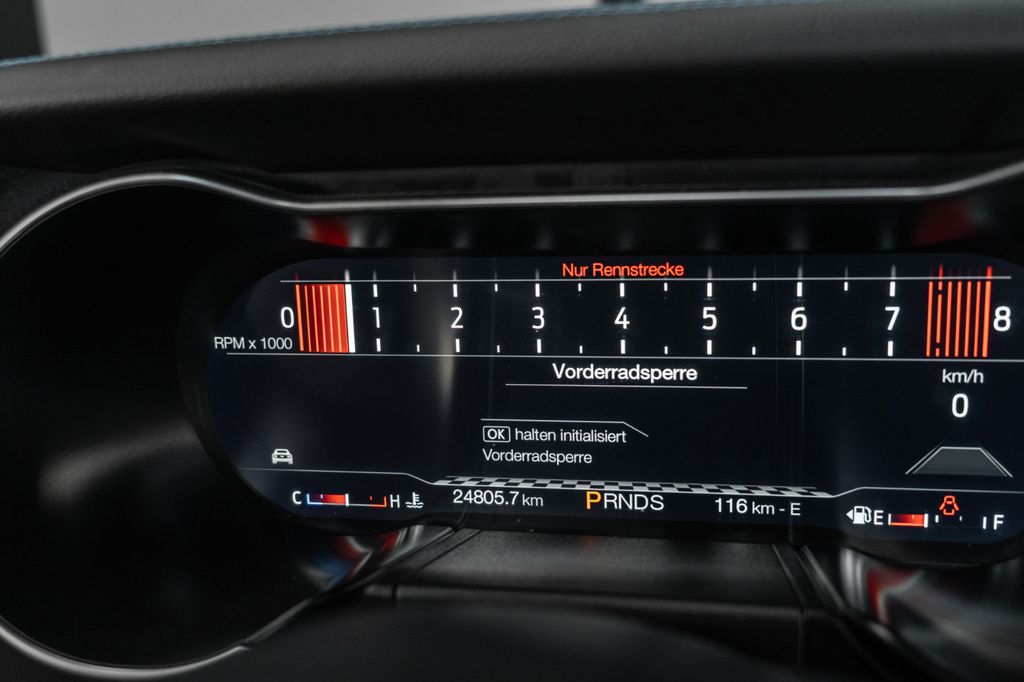 Nur Rennstrecke
0 1 2 3 4 5 6 7 8
RPM x 1000
Vorderradsperre
km/h
0
OK halten initialisiert
Vorderradsperre
C H 24805.7 km PRNDS 116 km - E E F